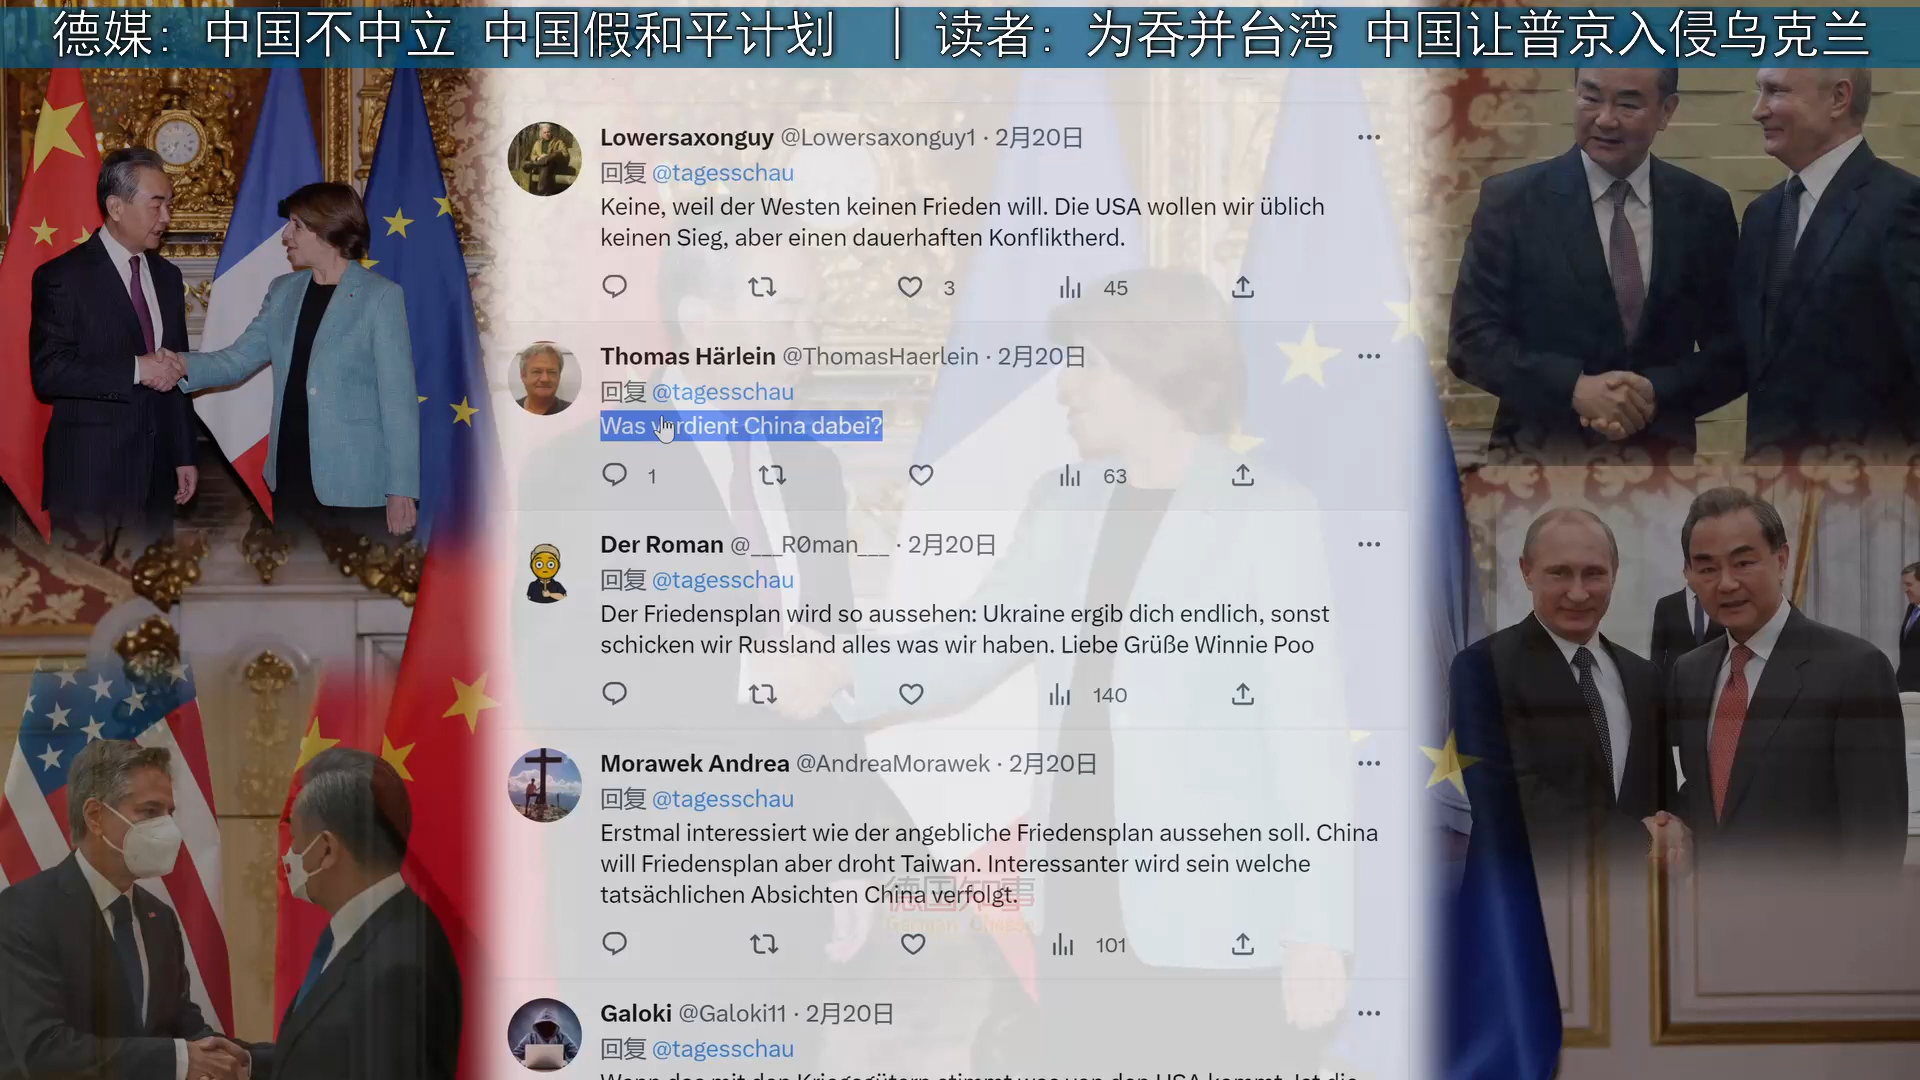 德媒：中国不中立 中国假和平计划 ｜ 读者：为吞并台湾 中国让普京入侵乌克兰
Lowersaxonguy @Lowersaxonguy1 · 2月20日
回复 @tagesschau
Keine, weil der Westen keinen Frieden will. Die USA wollen wir üblich
keinen Sieg, aber einen dauerhaften Konfliktherd.
3 45
Thomas Härlein @ThomasHaerlein · 2月20日
回复 @tagesschau
Was verdient China dabei?
1 63
Der Roman @___R0man___ · 2月20日
回复 @tagesschau
Der Friedensplan wird so aussehen: Ukraine ergib dich endlich, sonst
schicken wir Russland alles was wir haben. Liebe Grüße Winnie Poo
140
Morawek Andrea @AndreaMorawek · 2月20日
回复 @tagesschau
Erstmal interessiert wie der angebliche Friedensplan aussehen soll. China
will Friedensplan aber droht Taiwan. Interessanter wird sein welche
tatsächlichen Absichten China verfolgt.
德国知事
101
Galoki @Galoki11 · 2月20日
回复 @tagesschau